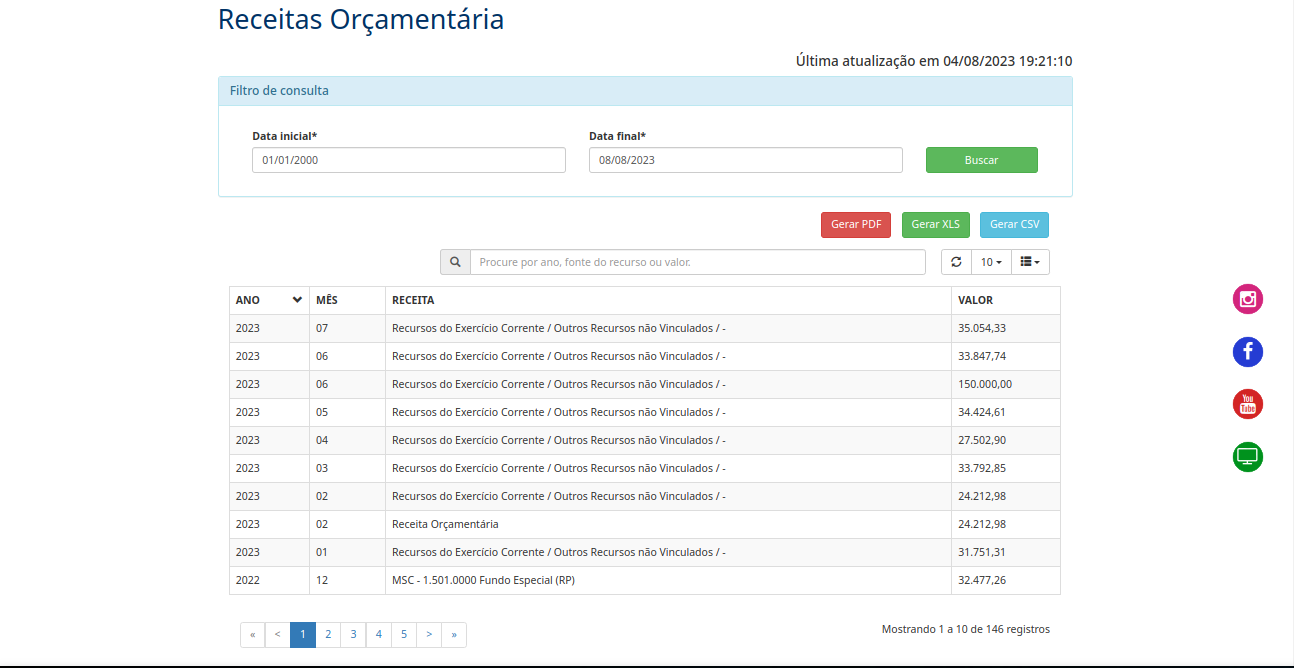 Receitas Orçamentária
Última atualização em 04/08/2023 19:21:10
Filtro de consulta
Data inicial* Data final*
01/01/2000 08/08/2023 Buscar
Gerar PDF Gerar XLS Gerar CSV
Procure por ano, fonte do recurso ou valor. 10
ANO MÊS RECEITA VALOR
2023 07 Recursos do Exercício Corrente / Outros Recursos não Vinculados / - 35.054,33
2023 06 Recursos do Exercício Corrente / Outros Recursos não Vinculados / - 33.847,74
2023 06 Recursos do Exercício Corrente / Outros Recursos não Vinculados / - 150.000,00
2023 05 Recursos do Exercício Corrente / Outros Recursos não Vinculados / - 34.424,61
2023 04 Recursos do Exercício Corrente / Outros Recursos não Vinculados / - 27.502,90
2023 03 Recursos do Exercício Corrente / Outros Recursos não Vinculados / - 33.792,85
2023 02 Recursos do Exercício Corrente / Outros Recursos não Vinculados / - 24.212,98
2023 02 Receita Orçamentária 24.212,98
2023 01 Recursos do Exercício Corrente / Outros Recursos não Vinculados / - 31.751,31
2022 12 MSC - 1.501.0000 Fundo Especial (RP) 32.477,26
« < 1 2 3 4 5 > » Mostrando 1 a 10 de 146 registros
You
Tube